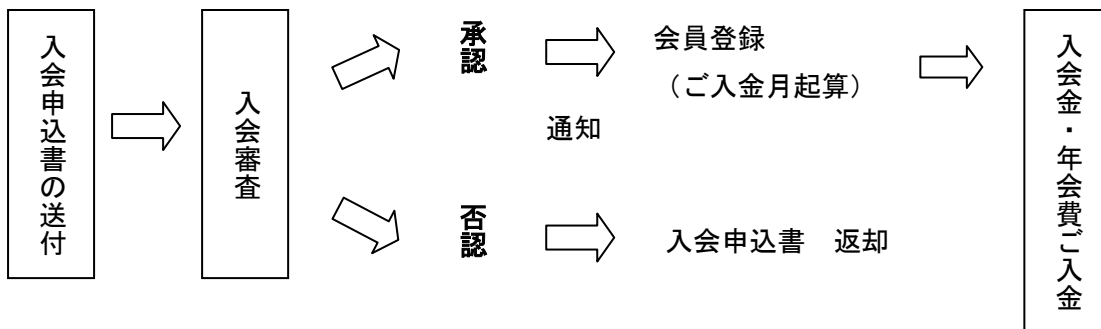 入会申込書の送付
入会審査
承認
否認
通知
会員登録
（ご入金月起算）
入会申込書　返却
入会金・年会費ご入金